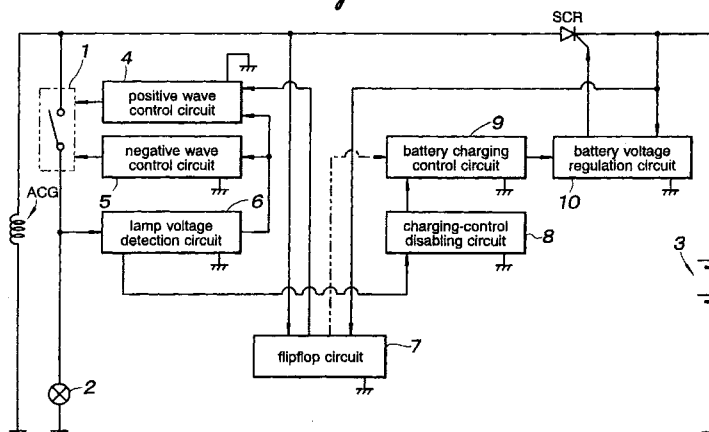 SCR
1
4
positive wave
control circuit
9
negative wave
control circuit
battery charging
control circuit
battery voltage
regulation circuit
ACG
5
6
10
lamp voltage
detection circuit
charging-control
disabling circuit
8
3
flipflop circuit
7
2